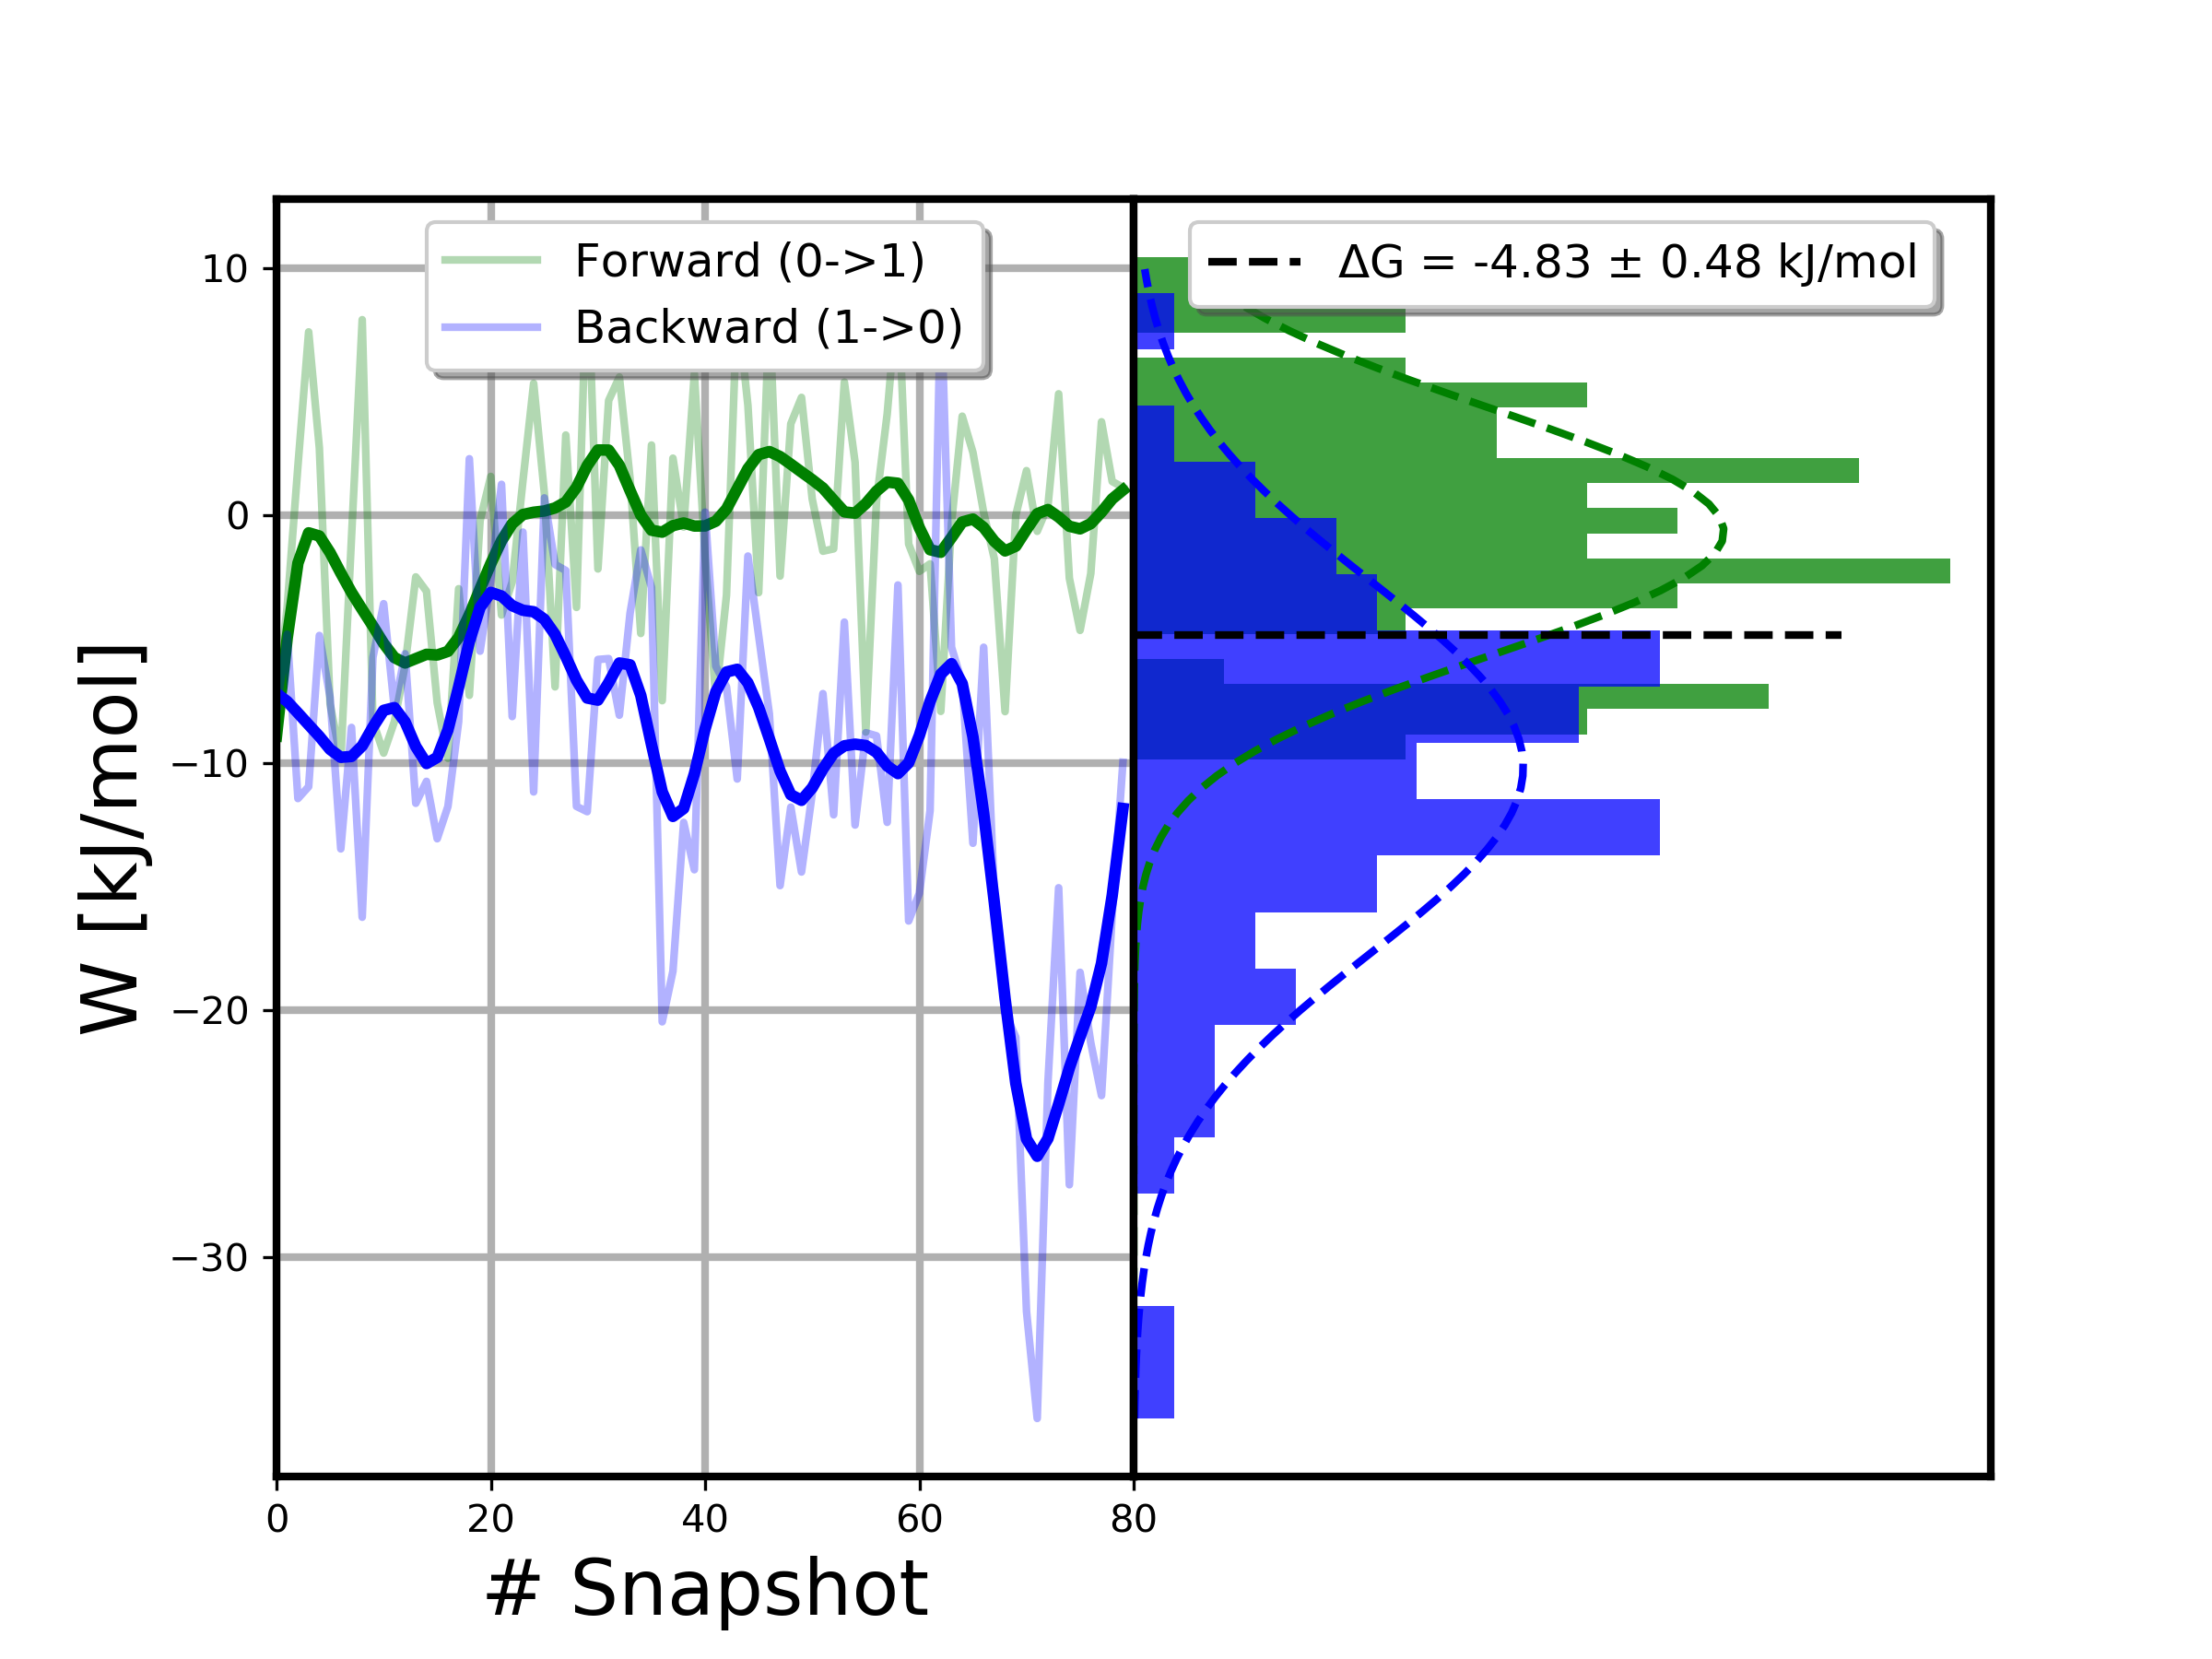 Forward (0->1)
Backward (1->0)
ΔG = -4.83 ± 0.48 kJ/mol
10
0
−10
−20
−30
W [kJ/mol]
0 20 40 60 80
# Snapshot